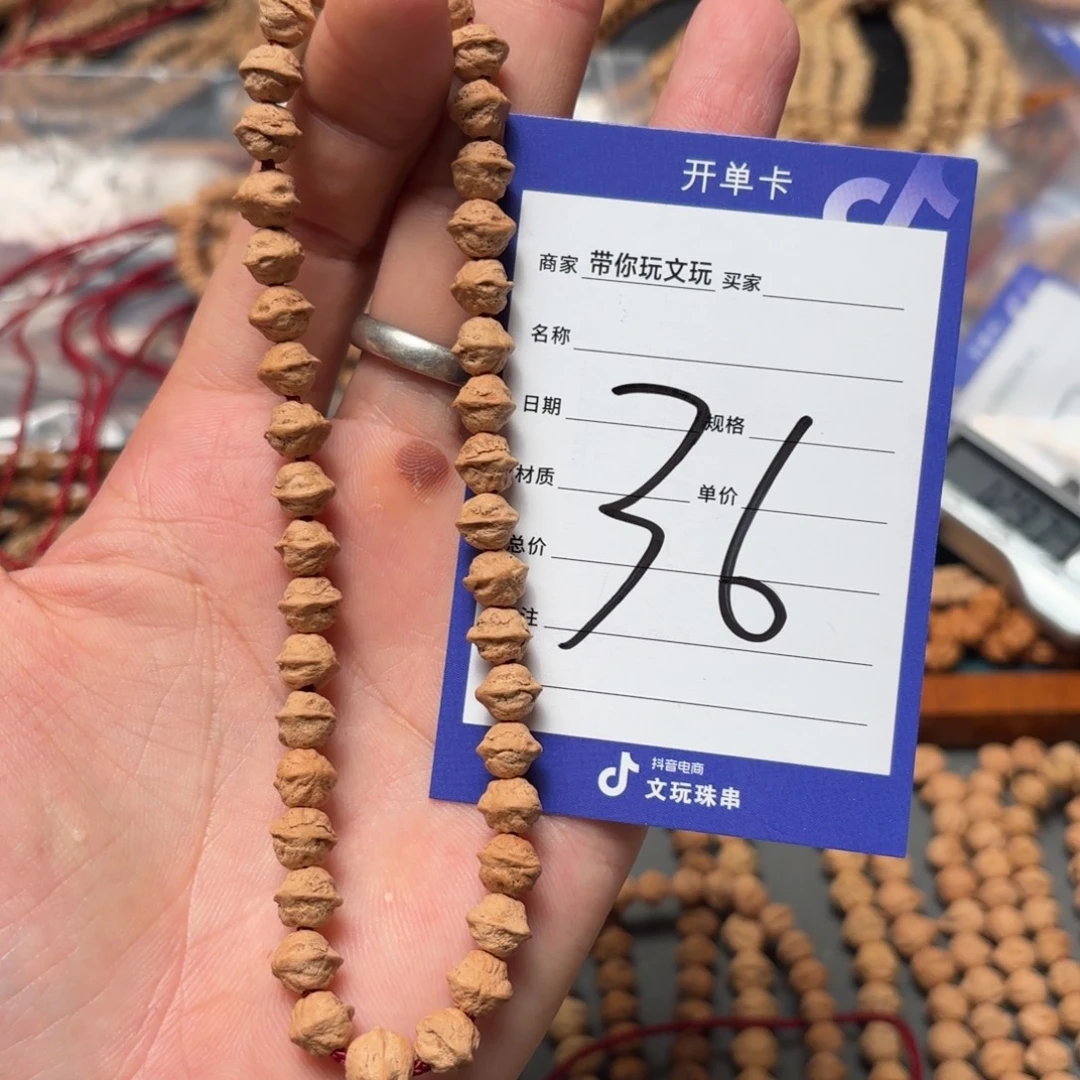 开单卡
商家 带你玩文玩 买家
名称
日期 规格
材质 单价
总价
注
36
抖音电商
文玩珠串